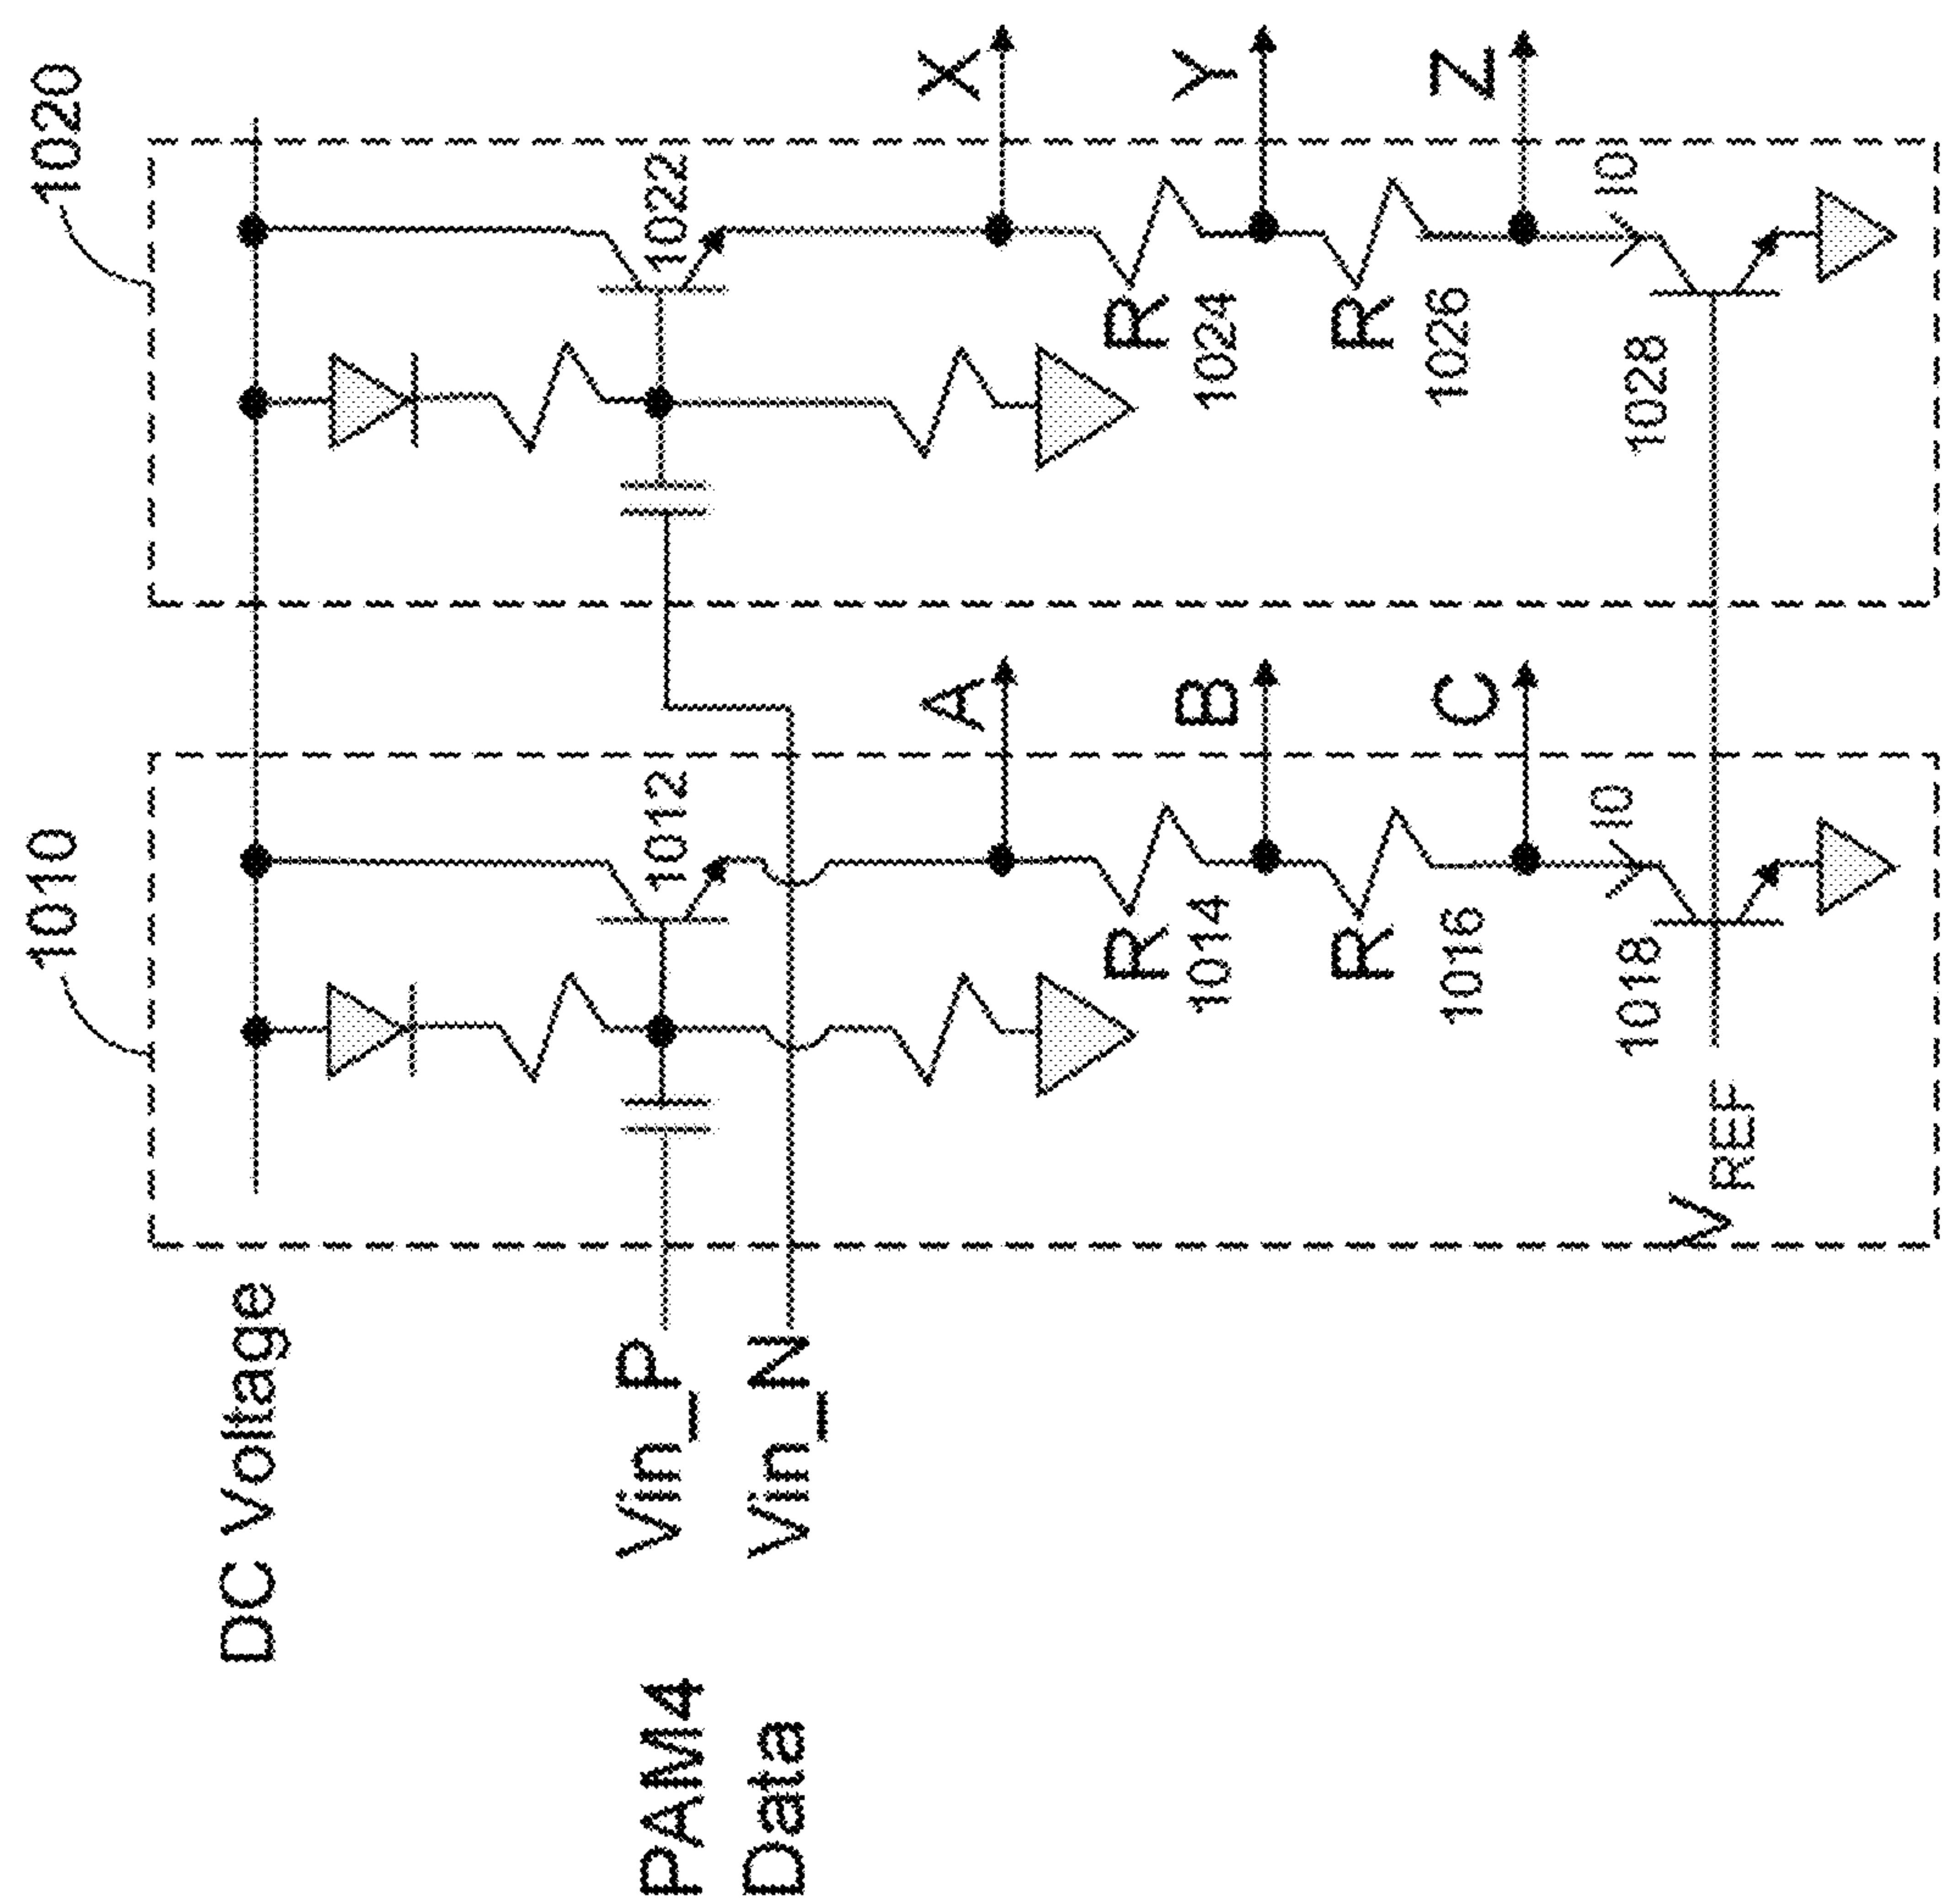 1010
1020
DC Voltage
PAM4
Data
Vin_P
Vin_N
1012
1022
A
X
R
1014
R
1024
B
Y
R
1016
R
1026
C
Z
I0
I0
1018
1028
VREF